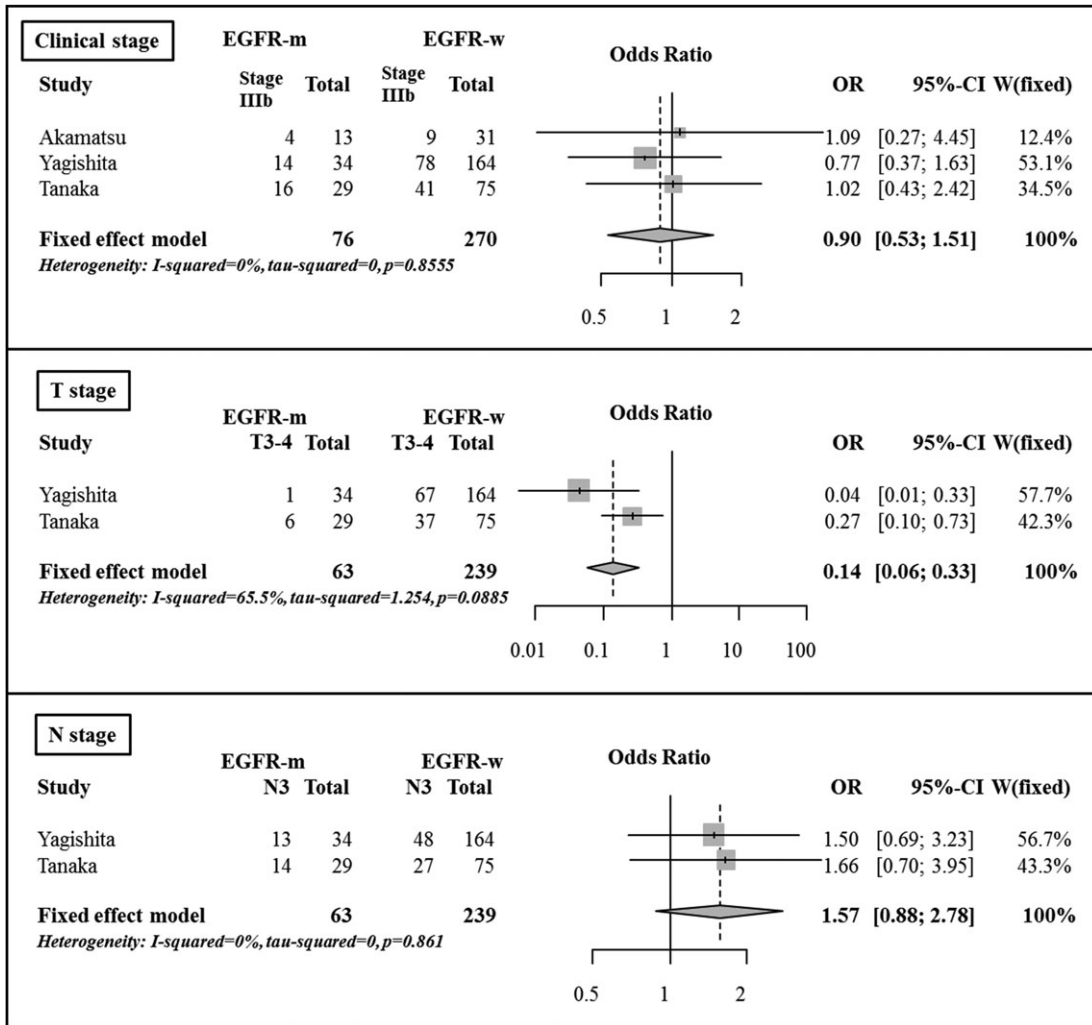 Clinical stage EGFR-m EGFR-w Odds Ratio
Study Stage IIIb Total Stage IIIb Total OR 95%-CI W(fixed)
Akamatsu 4 13 9 31 1.09 [0.27; 4.45] 12.4%
Yagishita 14 34 78 164 0.77 [0.37; 1.63] 53.1%
Tanaka 16 29 41 75 1.02 [0.43; 2.42] 34.5%
Fixed effect model 76 270 0.90 [0.53; 1.51] 100%
Heterogeneity: I-squared=0%, tau-squared=0, p=0.8555
0.5 1 2
T stage
EGFR-m EGFR-w Odds Ratio
Study T3-4 Total T3-4 Total OR 95%-CI W(fixed)
Yagishita 1 34 67 164 0.04 [0.01; 0.33] 57.7%
Tanaka 6 29 37 75 0.27 [0.10; 0.73] 42.3%
Fixed effect model 63 239 0.14 [0.06; 0.33] 100%
Heterogeneity: I-squared=65.5%, tau-squared=1.254, p=0.0885
0.01 0.1 1 10 100
N stage
EGFR-m EGFR-w Odds Ratio
Study N3 Total N3 Total OR 95%-CI W(fixed)
Yagishita 13 34 48 164 1.50 [0.69; 3.23] 56.7%
Tanaka 14 29 27 75 1.66 [0.70; 3.95] 43.3%
Fixed effect model 63 239 1.57 [0.88; 2.78] 100%
Heterogeneity: I-squared=0%, tau-squared=0, p=0.861
0.5 1 2